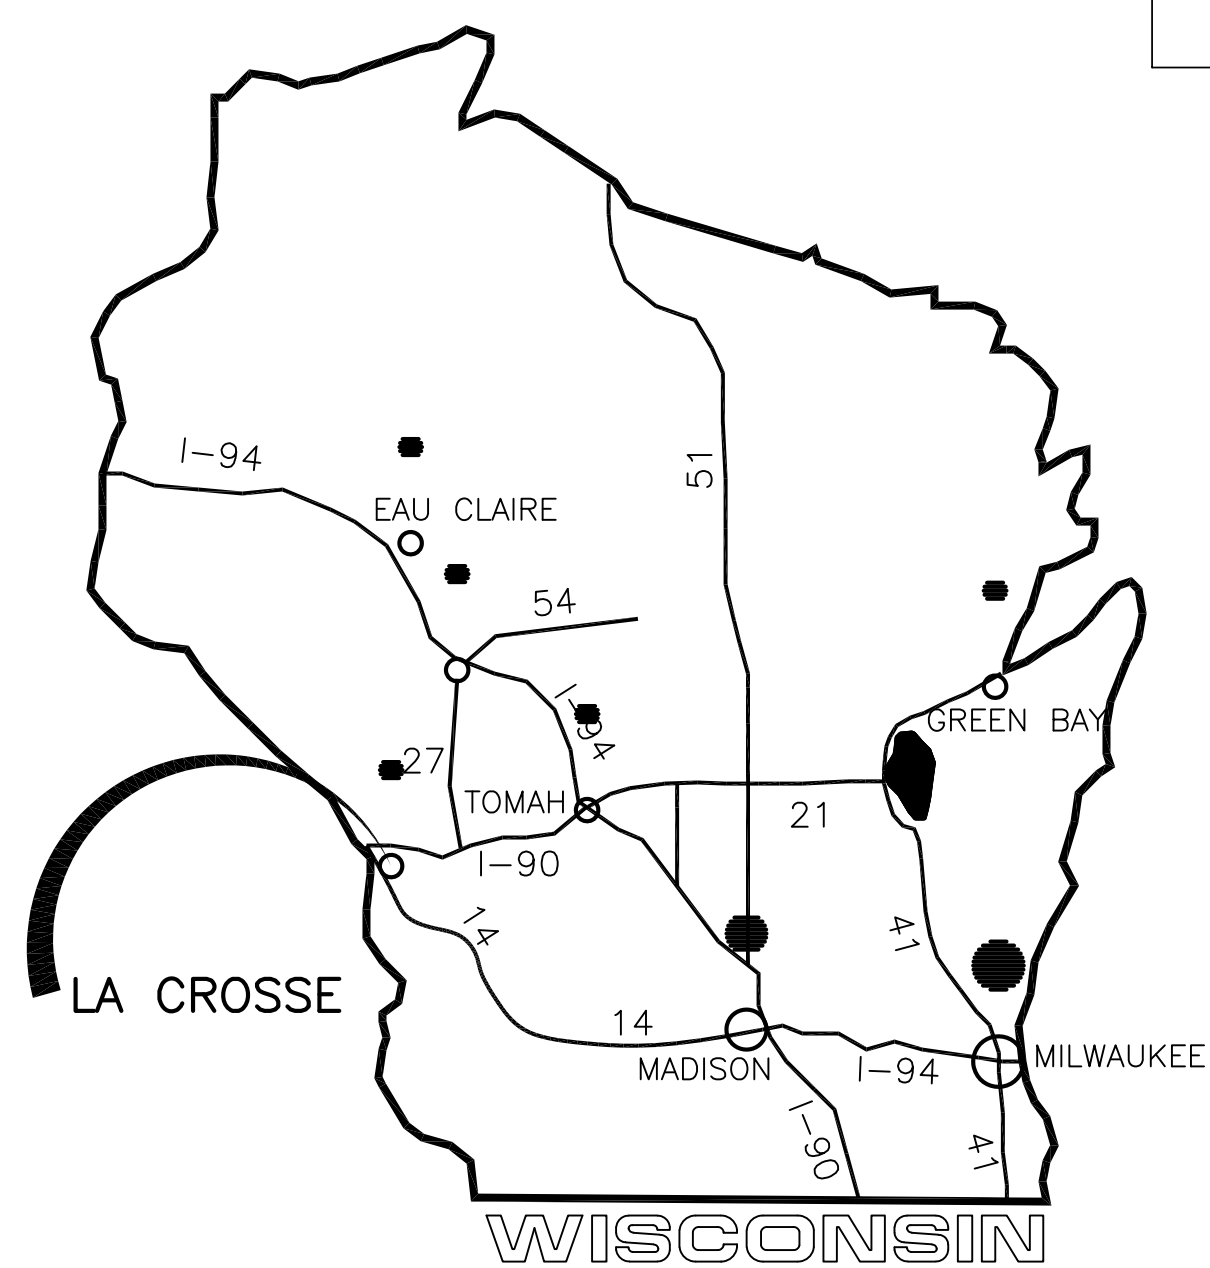 I-94
51
EAU CLAIRE
54
I-94
GREEN BAY
27
TOMAH
21
I-90
14
41
LA CROSSE
14
MILWAUKEE
MADISON
I-94
I-90
41
WISCONSIN